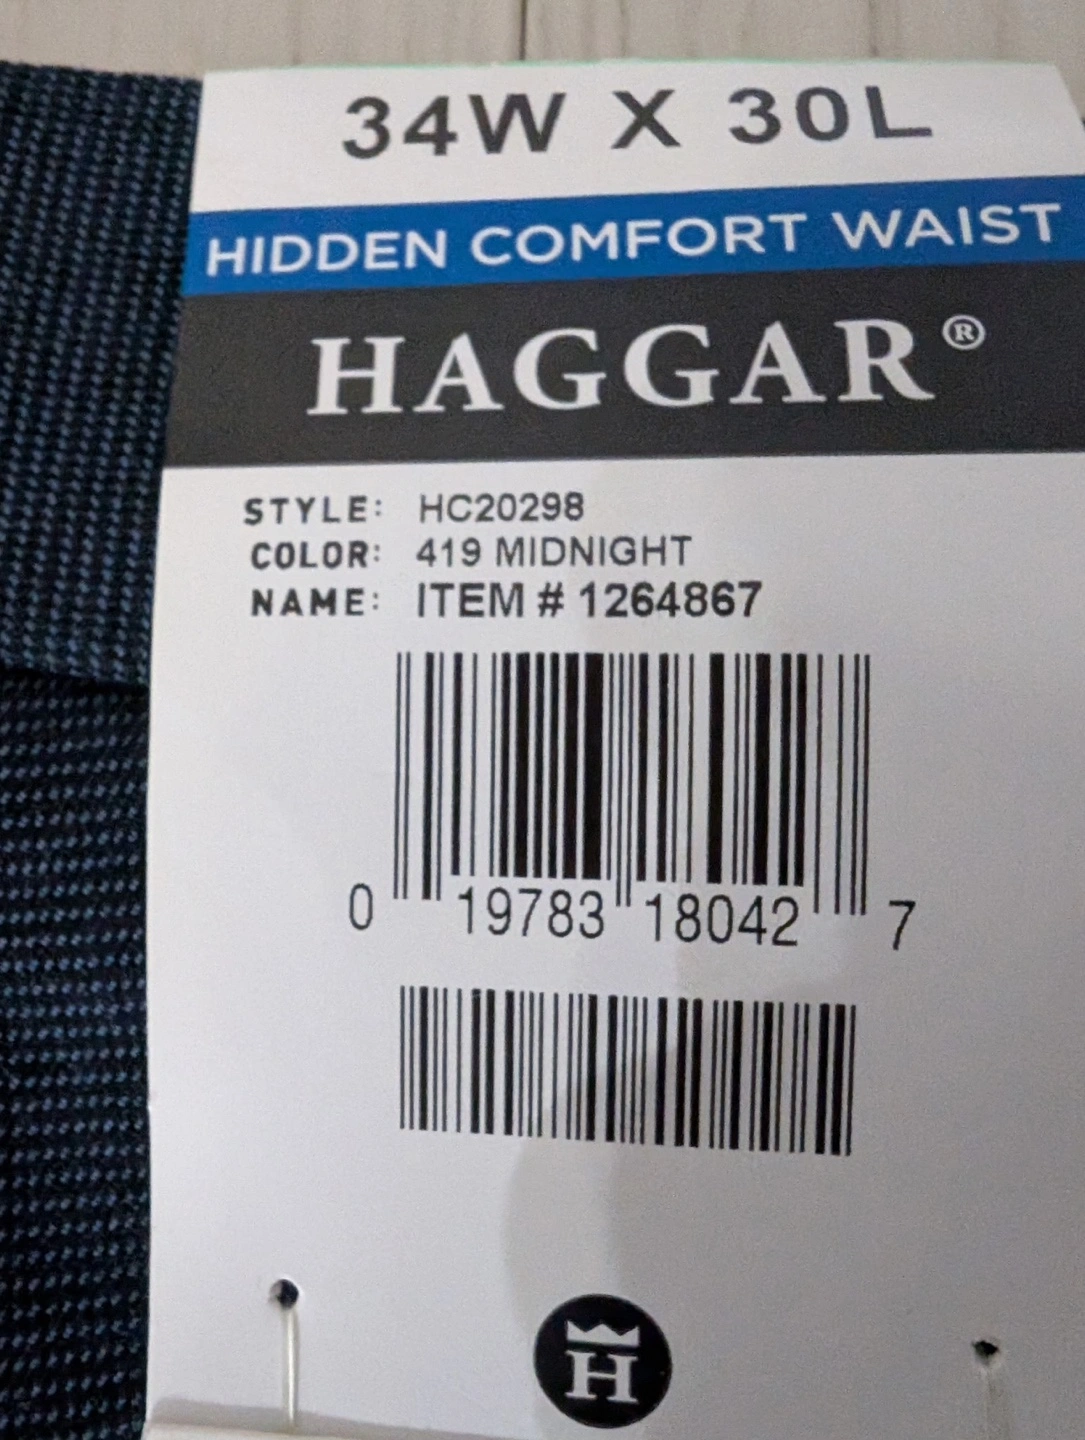 34W X 30L
HIDDEN COMFORT WAIST
HAGGAR®
STYLE: HC20298
COLOR: 419 MIDNIGHT
NAME: ITEM # 1264867
0 19783 18042 7
H